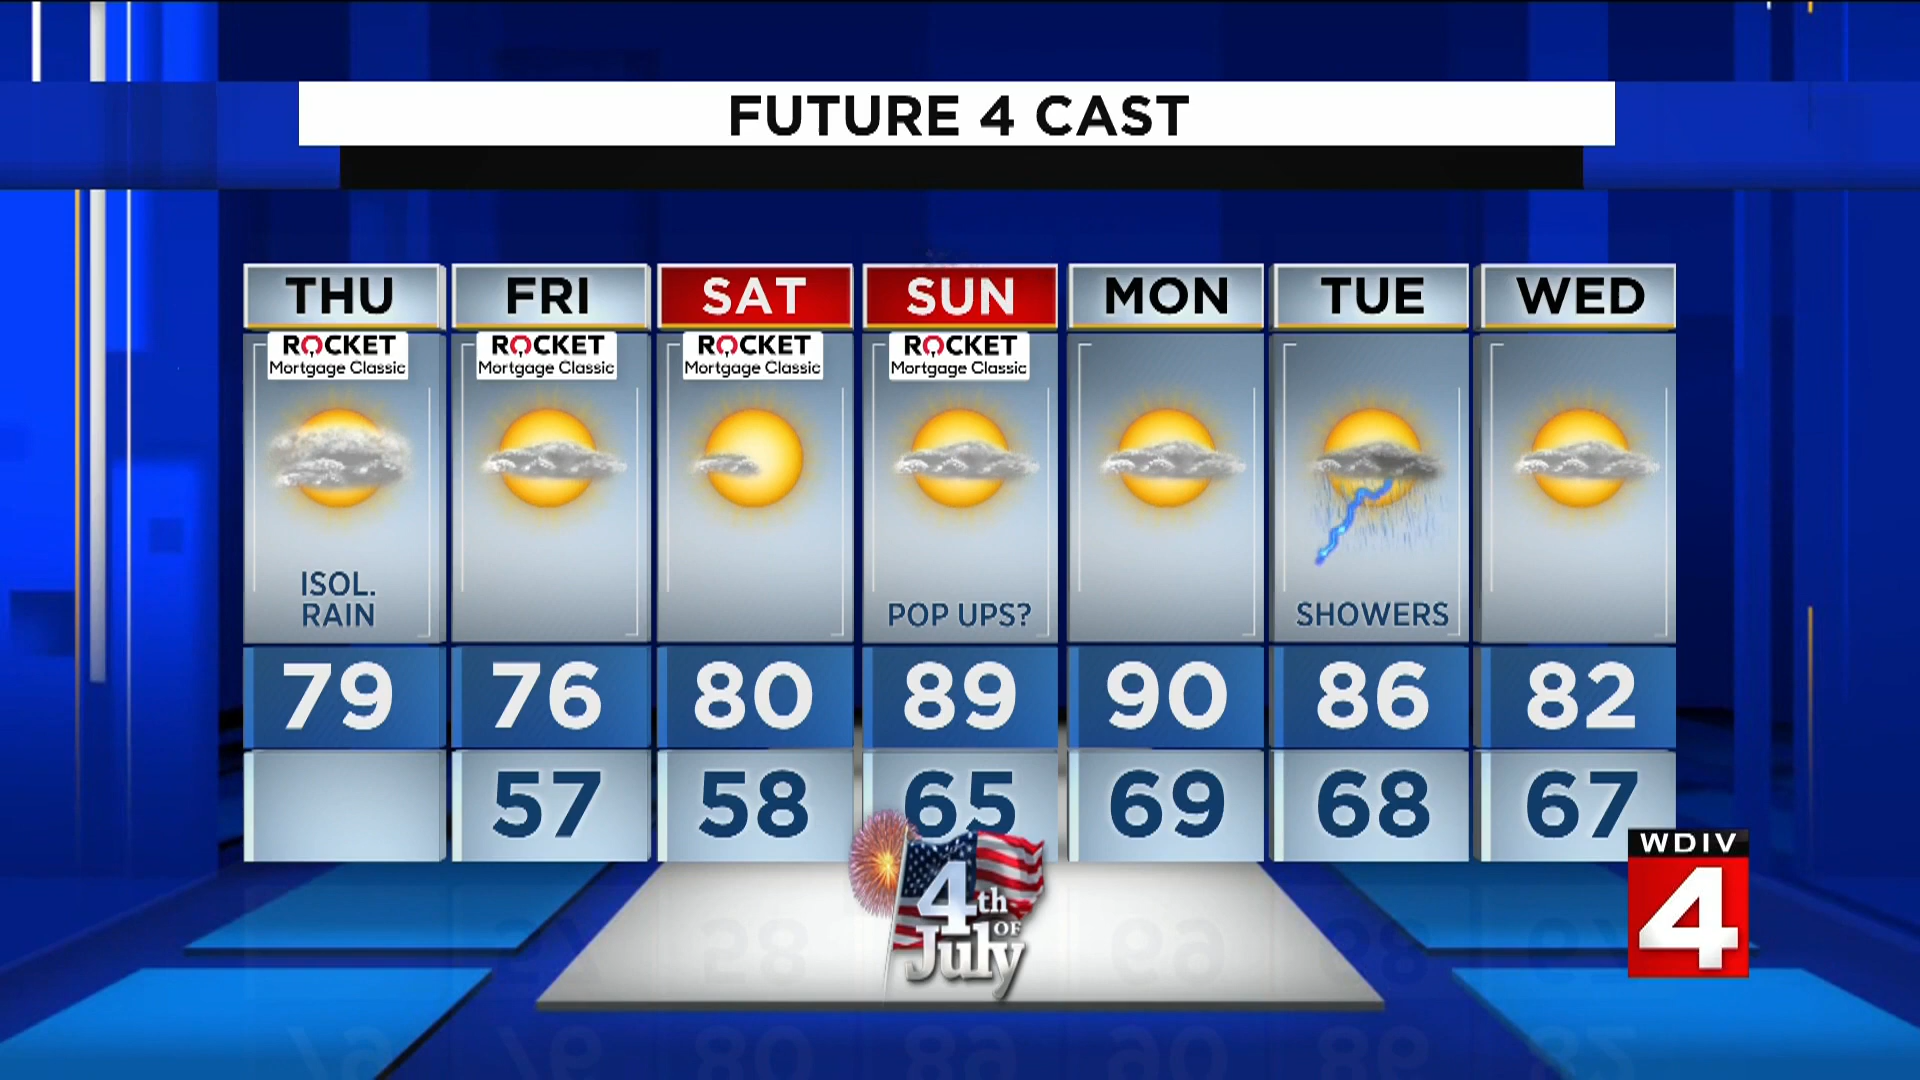 FUTURE 4 CAST
THU FRI SAT SUN MON TUE WED
ROCKET ROCKET ROCKET ROCKET
Mortgage Classic Mortgage Classic Mortgage Classic Mortgage Classic
ISOL.
RAIN POP UPS? SHOWERS
79 76 80 89 90 86 82
57 58 65 69 68 67
4th
OF
July
WDIV
4